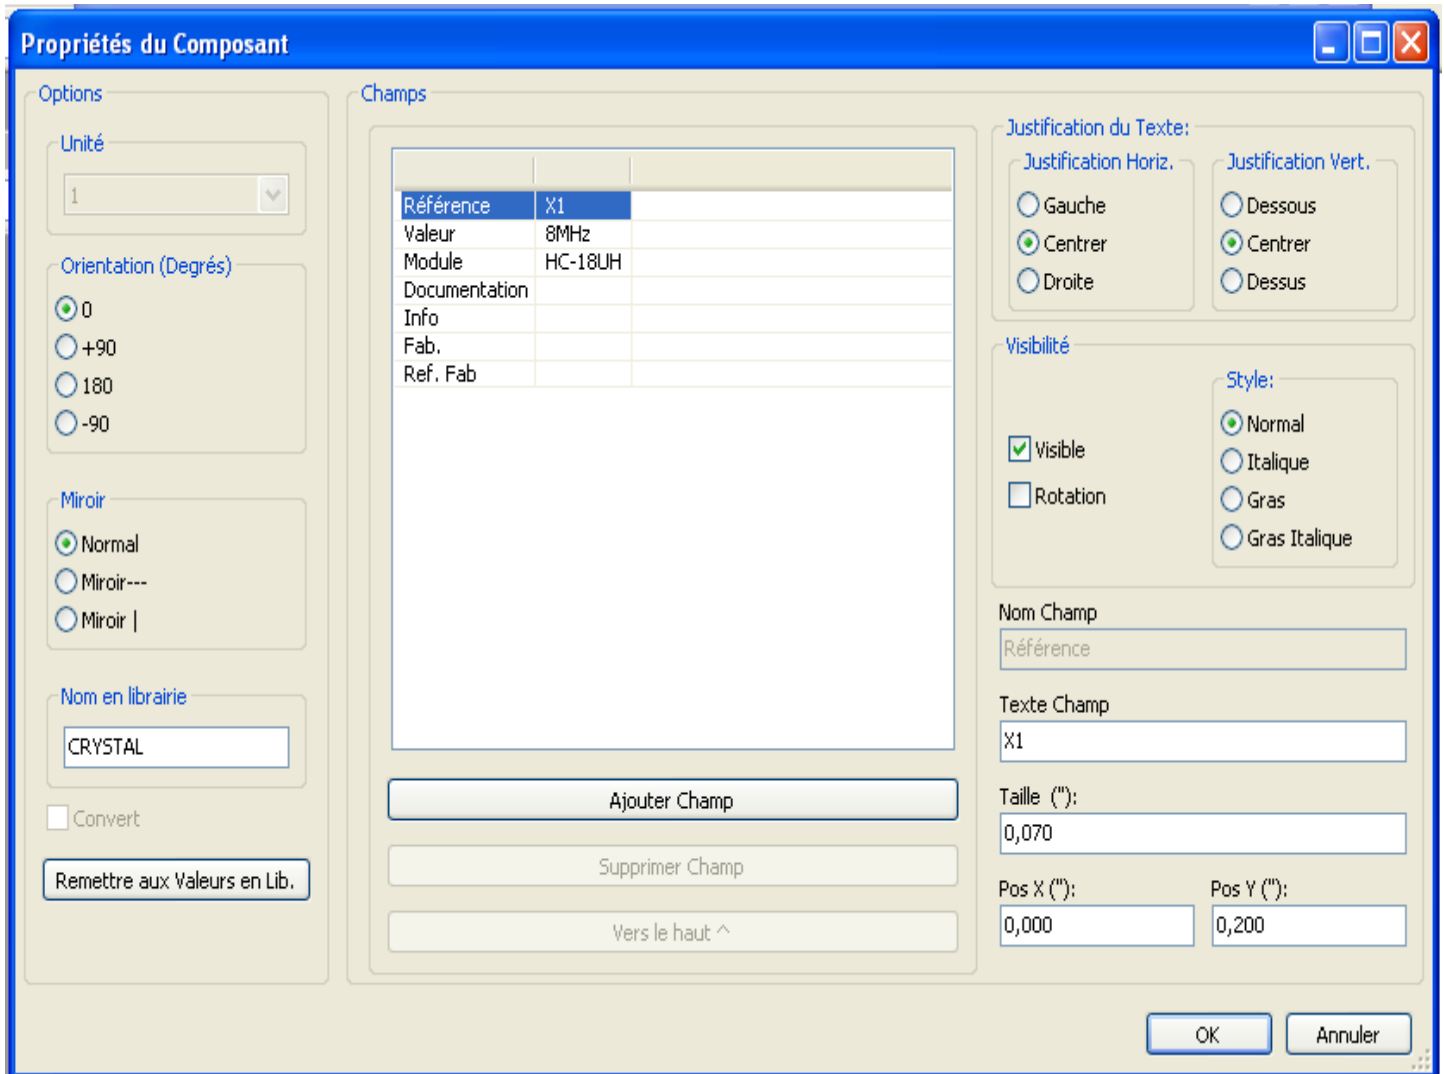 Propriétés du Composant
Options
Unité
1
Orientation (Degrés)
0
+90
180
-90
Miroir
Normal
Miroir---
Miroir |
Nom en librairie
CRYSTAL
Convert
Remettre aux Valeurs en Lib.
Champs
Référence X1
Valeur 8MHz
Module HC-18UH
Documentation
Info
Fab.
Ref. Fab
Ajouter Champ
Supprimer Champ
Vers le haut ^
Justification du Texte:
Justification Horiz.
Gauche
Centrer
Droite
Justification Vert.
Dessous
Centrer
Dessus
Visibilité
Visible
Rotation
Style:
Normal
Italique
Gras
Gras Italique
Nom Champ
Référence
Texte Champ
X1
Taille ("):
0,070
Pos X ("):
0,000
Pos Y ("):
0,200
OK
Annuler